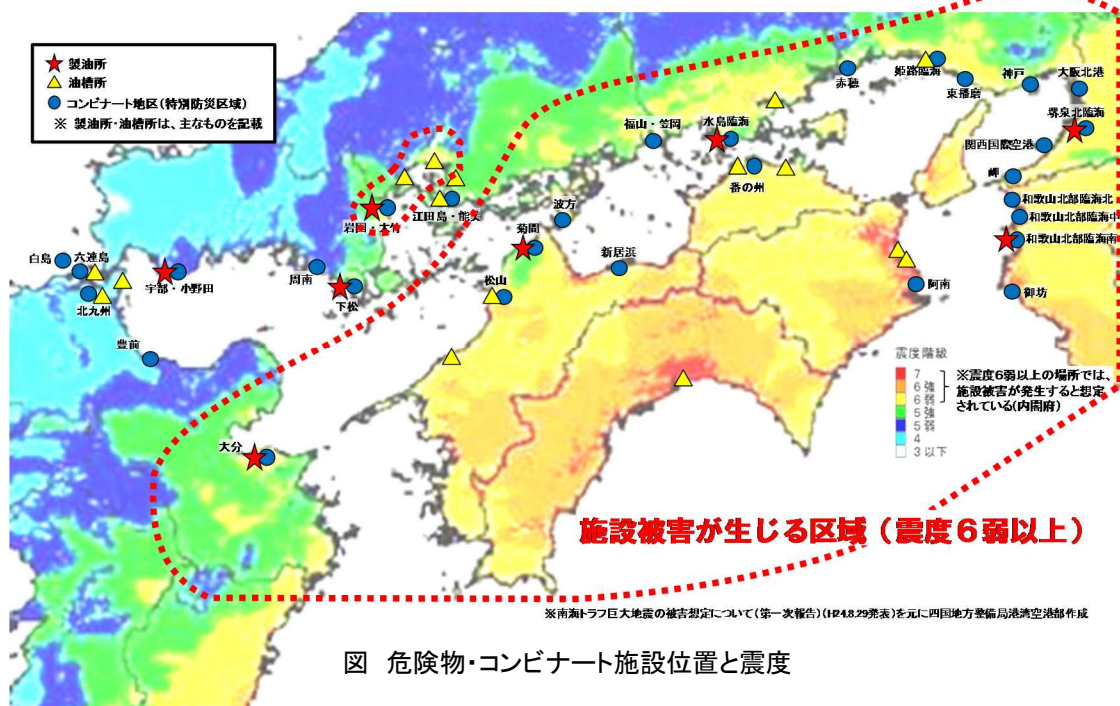 製油所
油槽所
コンビナート地区(特別防災区域)
※ 製油所・油槽所は、主なものを記載
姫路臨海
赤穂
東播磨
神戸
大阪北港
堺泉北臨海
関西国際空港
岬
和歌山北部臨海北
和歌山北部臨海中
和歌山北部臨海南
御坊
福山・笠岡
水島臨海
番の州
波方
江田島・能美
岩国・大竹
菊間
新居浜
松山
阿南
白島
六連島
宇部・小野田
北九州
周南
下松
豊前
大分
震度階級
7
6強
6弱
5強
5弱
4
3以下
※震度6弱以上の場所では、
施設被害が発生すると想定
されている(内閣府)
施設被害が生じる区域(震度6弱以上)
※南海トラフ巨大地震の被害想定について(第一次報告)(H24.8.29発表)を元に四国地方整備局港湾空港部作成
図 危険物・コンビナート施設位置と震度